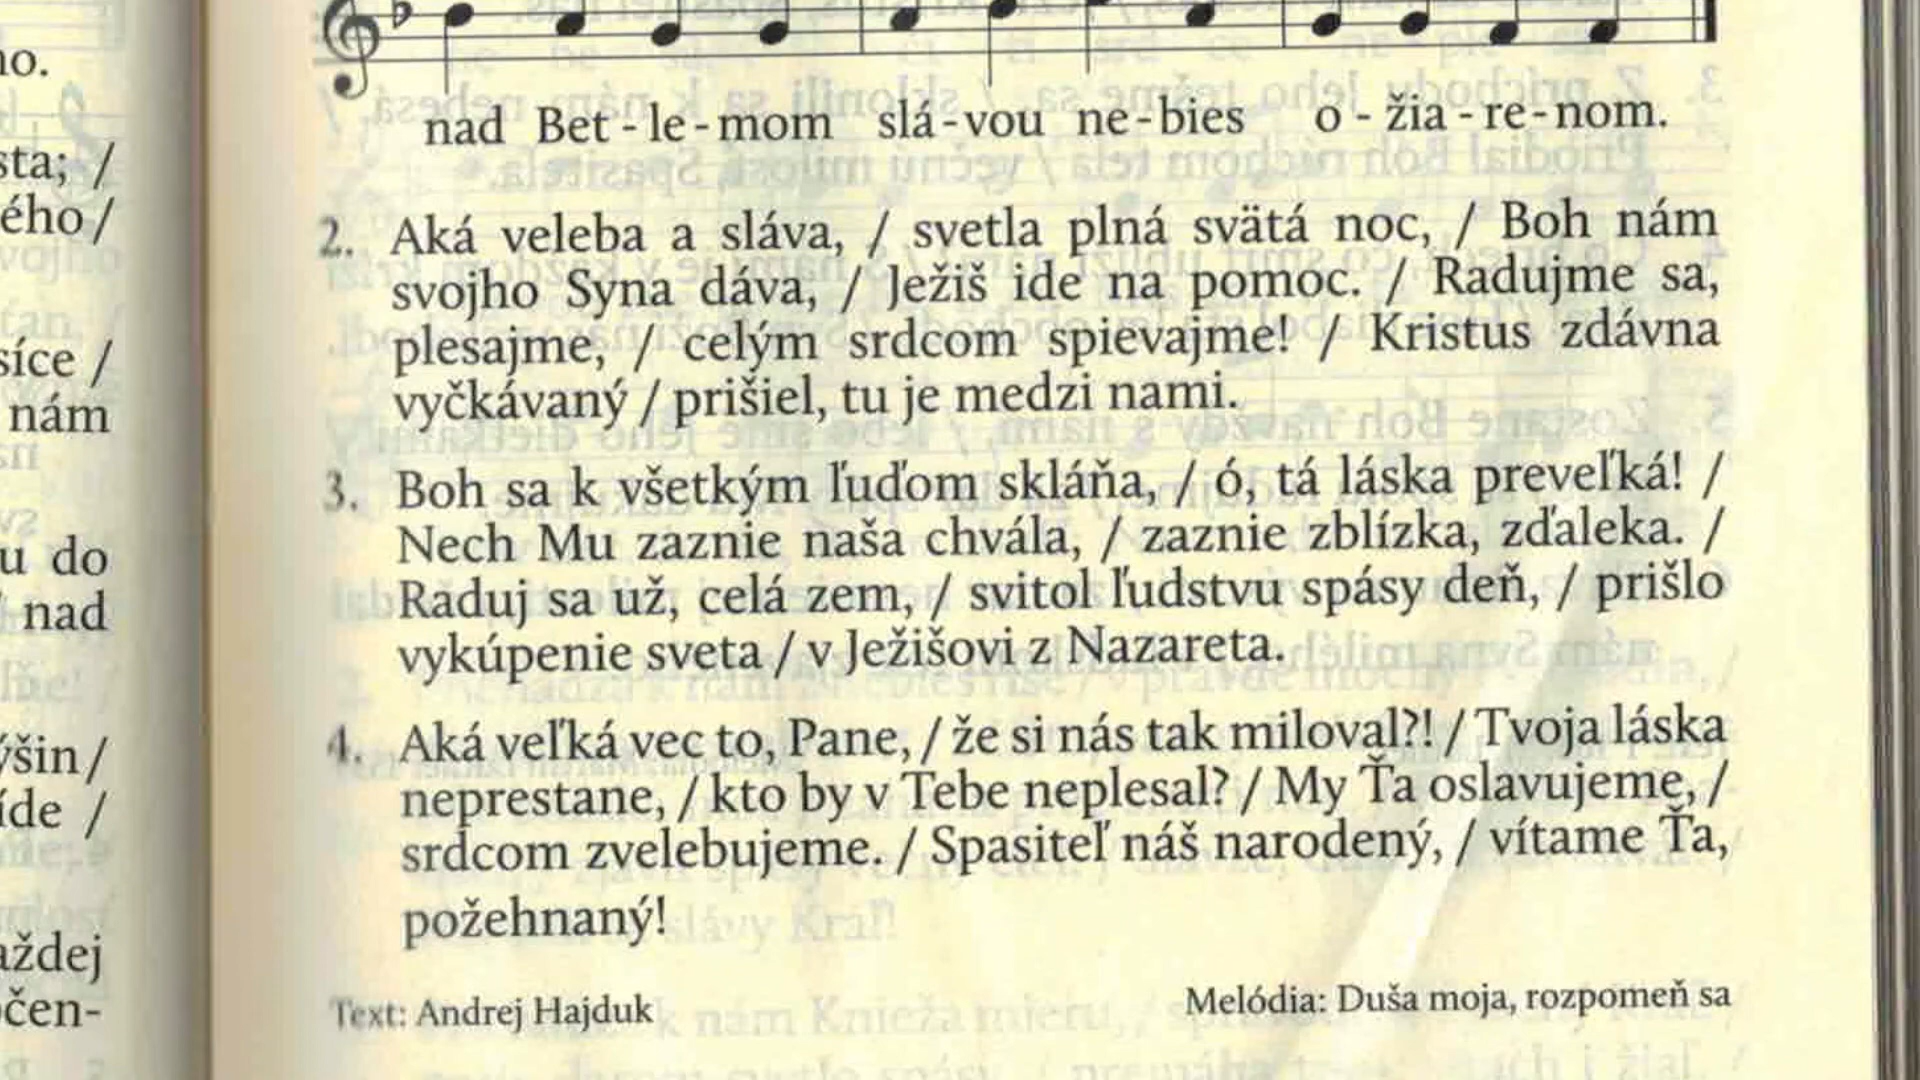 no.
sta; /
ého /
síce /
nám
u do
nad
ýšin /
íde /
aždej
čen-
nad Bet - le - mom slá - vou ne - bies o - žia - re - nom.
2. Aká veleba a sláva, / svetla plná svätá noc, / Boh nám
svojho Syna dáva, / Ježiš ide na pomoc. / Radujme sa,
plesajme, / celým srdcom spievajme! / Kristus zdávna
vyčkávaný / prišiel, tu je medzi nami.
3. Boh sa k všetkým ľuďom skláňa, / ó, tá láska preveľká! /
Nech Mu zaznie naša chvála, / zaznie zblízka, zďaleka. /
Raduj sa už, celá zem, / svitol ľudstvu spásy deň, / prišlo
vykúpenie sveta / v Ježišovi z Nazareta.
4. Aká veľká vec to, Pane, / že si nás tak miloval?! / Tvoja láska
neprestane, / kto by v Tebe neplesal? / My Ťa oslavujeme, /
srdcom zvelebujeme. / Spasiteľ náš narodený, / vítame Ťa,
požehnaný!
Text: Andrej Hajduk
Melódia: Duša moja, rozpomeň sa